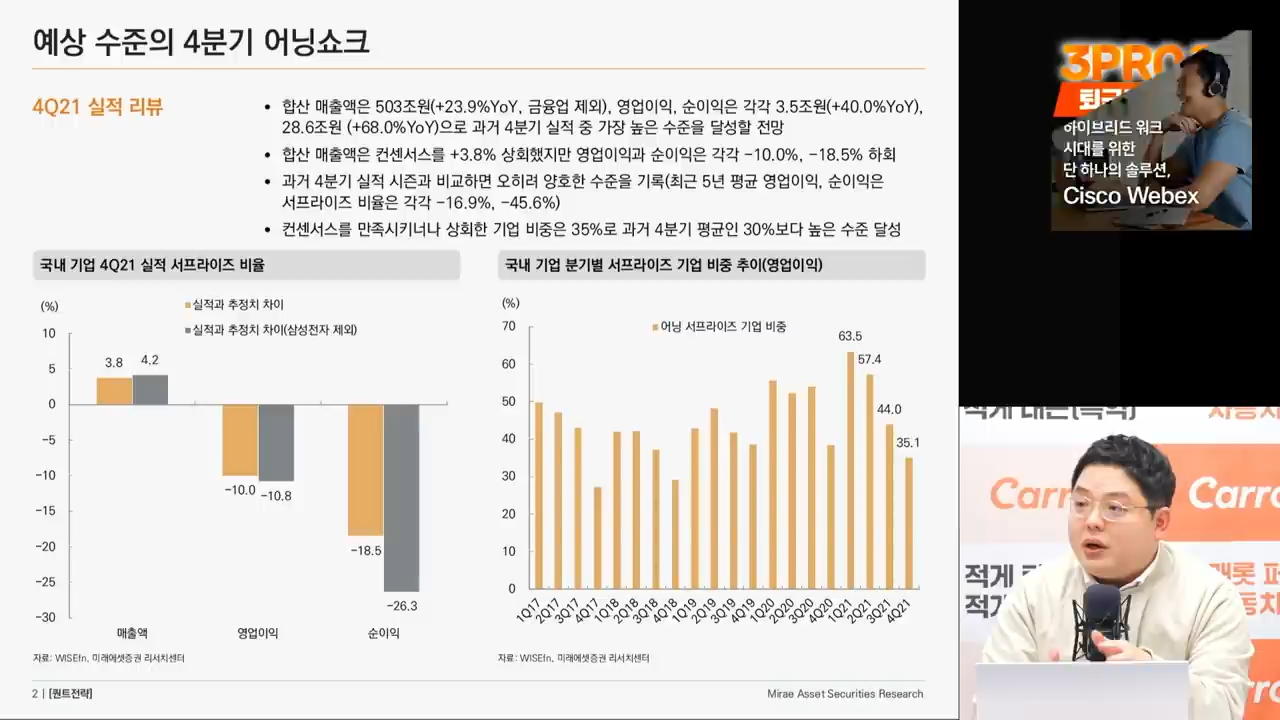 예상 수준의 4분기 어닝쇼크
4Q21 실적 리뷰
• 합산 매출액은 503조원(+23.9%YoY, 금융업 제외), 영업이익, 순이익은 각각 3.5조원(+40.0%YoY),
28.6조원 (+68.0%YoY)으로 과거 4분기 실적 중 가장 높은 수준을 달성할 전망
• 합산 매출액은 컨센서스를 +3.8% 상회했지만 영업이익과 순이익은 각각 -10.0%, -18.5% 하회
• 과거 4분기 실적 시즌과 비교하면 오히려 양호한 수준을 기록(최근 5년 평균 영업이익, 순이익은
서프라이즈 비율은 각각 -16.9%, -45.6%)
• 컨센서스를 만족시키너나 상회한 기업 비중은 35%로 과거 4분기 평균인 30%보다 높은 수준 달성
국내 기업 4Q21 실적 서프라이즈 비율
(%)
실적과 추정치 차이
실적과 추정치 차이(삼성전자 제외)
10
5
0
-5
-10
-15
-20
-25
-30
3.8
4.2
-10.0
-10.8
-18.5
-26.3
매출액
영업이익
순이익
자료: WISEfn, 미래에셋증권 리서치센터
국내 기업 분기별 서프라이즈 기업 비중 추이(영업이익)
(%)
어닝 서프라이즈 기업 비중
70
60
50
40
30
20
10
0
63.5
57.4
44.0
35.1
1Q17
2Q17
3Q17
4Q17
1Q18
2Q18
3Q18
4Q18
1Q19
2Q19
3Q19
4Q19
1Q20
2Q20
3Q20
4Q20
1Q21
2Q21
3Q21
4Q21
자료: WISEfn, 미래에셋증권 리서치센터
2 | [퀀트전략]
Mirae Asset Securities Research
3PRO
퇴근
하이브리드 워크
시대를 위한
단 하나의 솔루션,
Cisco Webex
Carr
Carro
적게